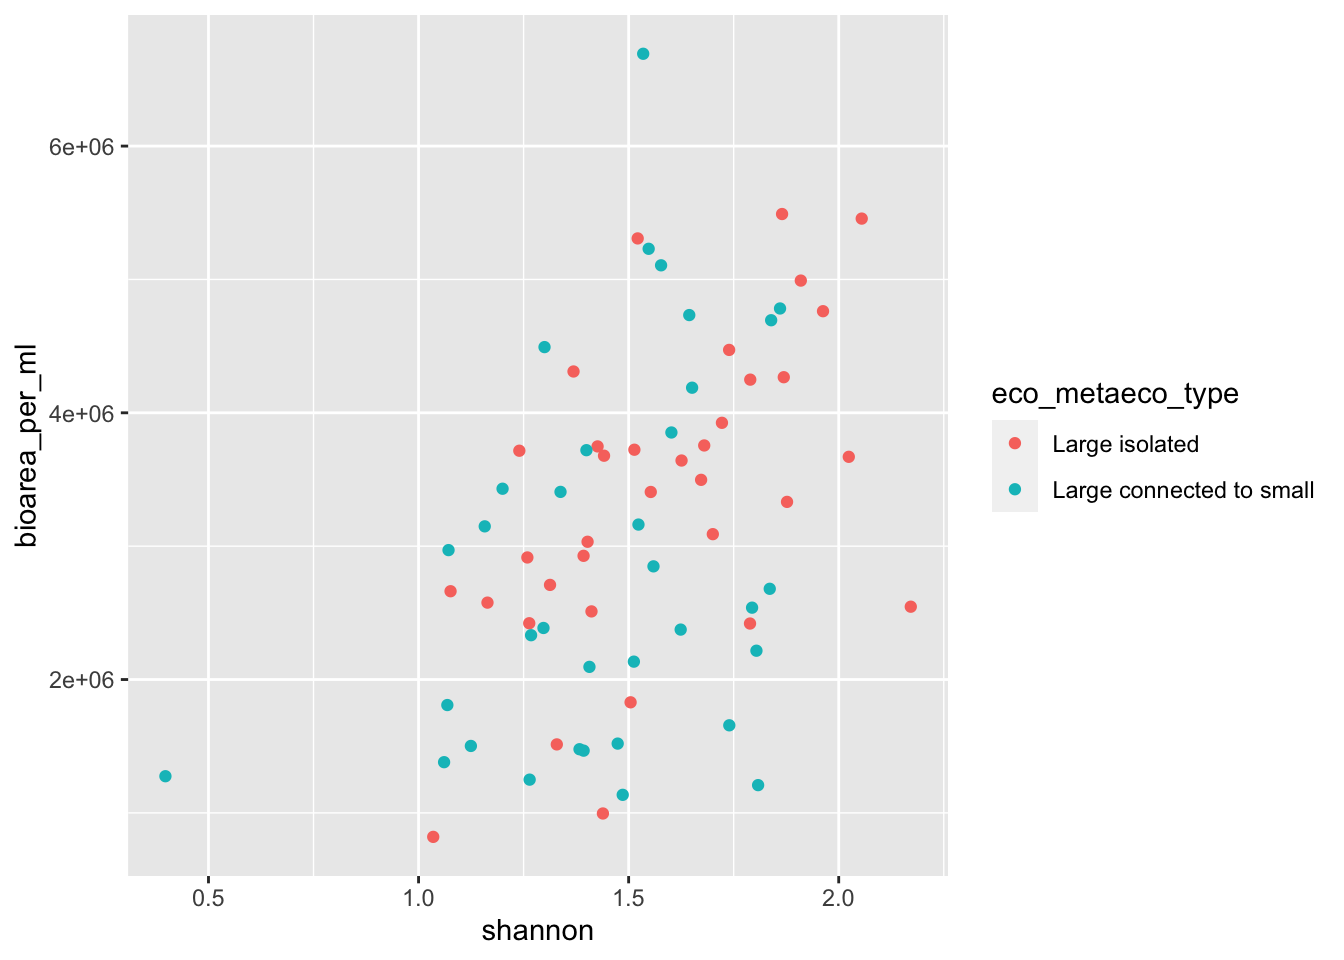 6e+06
4e+06
2e+06
bioarea_per_ml
0.5 1.0 1.5 2.0
shannon
eco_metaeco_type
Large isolated
Large connected to small